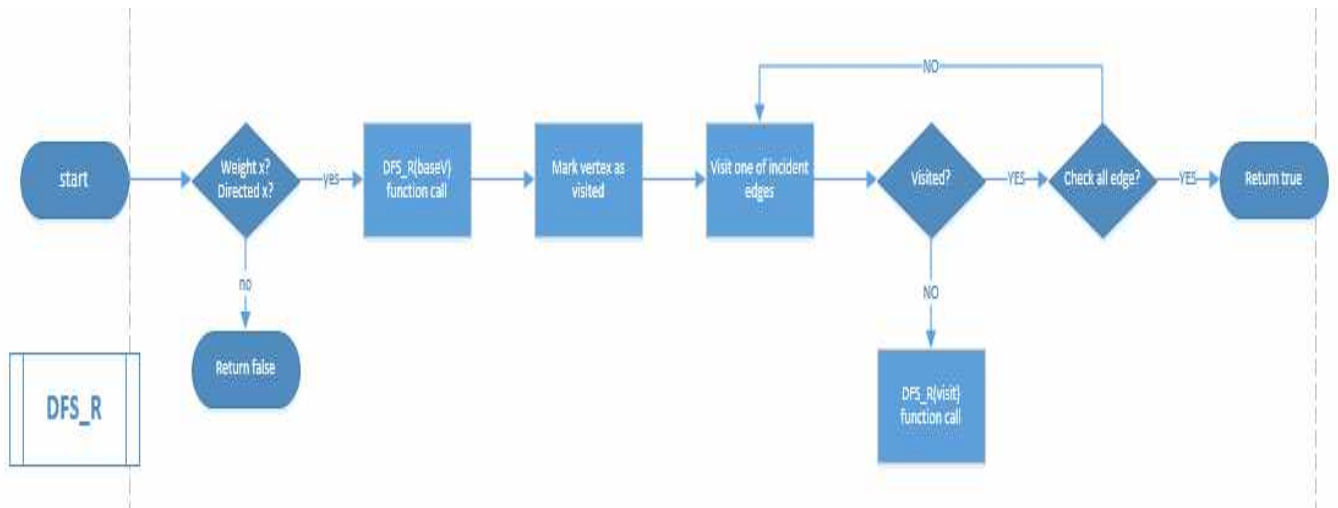 NO
start
Weight x?
Directed x?
yes
DFS_R(baseV)
function call
Mark vertex as
visited
Visit one of incident
edges
Visited?
YES
Check all edge?
YES
Return true
no
NO
Return false
DFS_R(visit)
function call
DFS_R